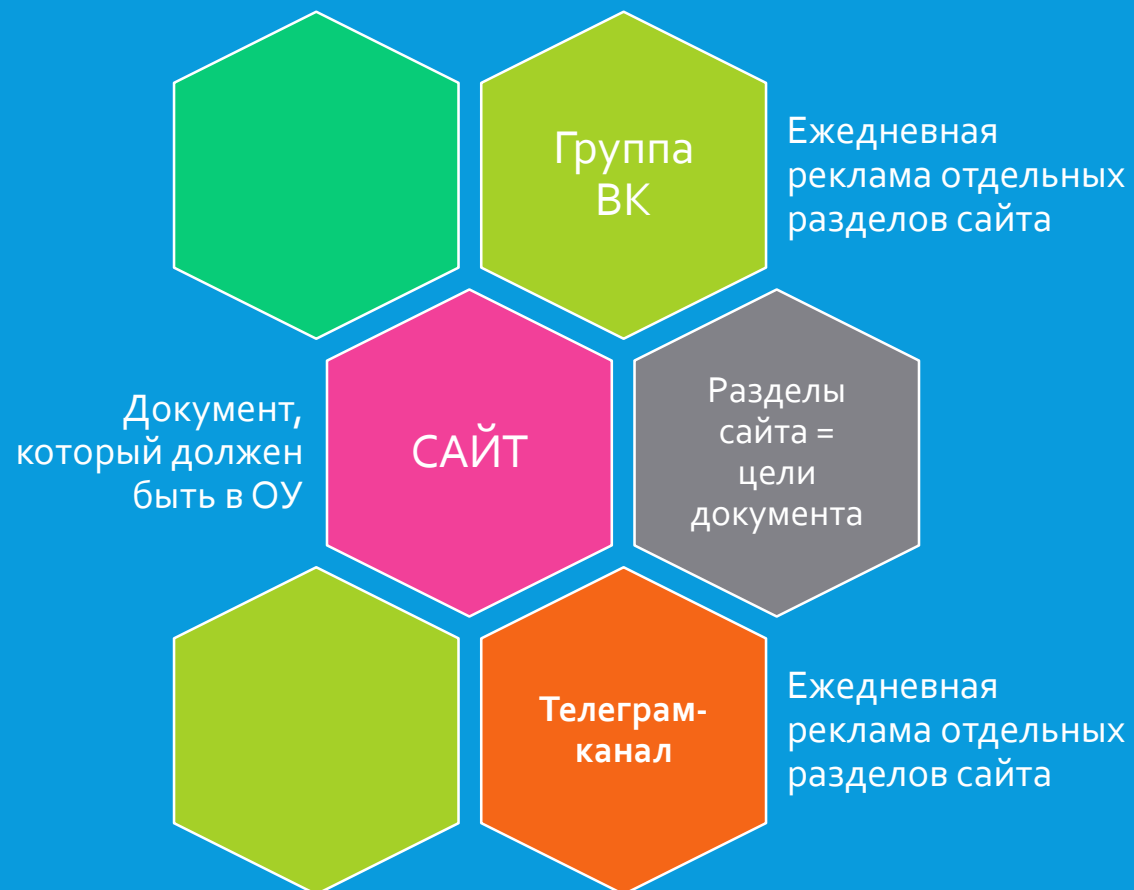 Группа
ВК
Ежедневная
реклама отдельных
разделов сайта
Документ,
который должен
быть в ОУ
САЙТ
Разделы
сайта =
цели
документа
Телеграм-
канал
Ежедневная
реклама отдельных
разделов сайта